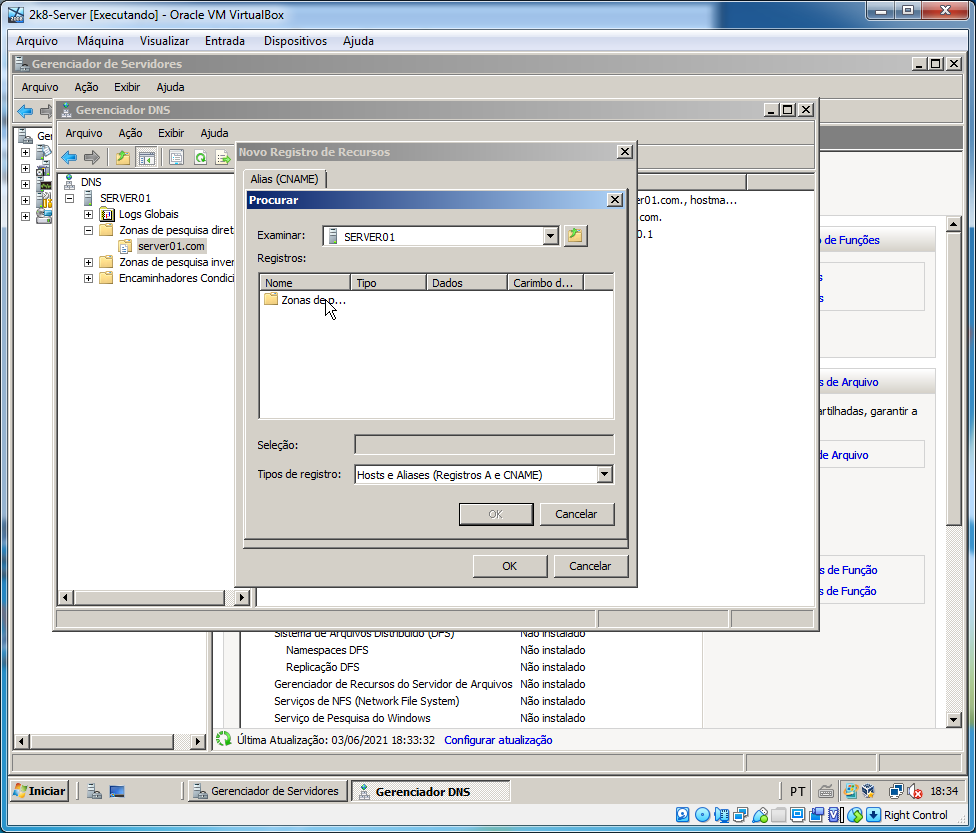 2k8-Server [Executando] - Oracle VM VirtualBox
Arquivo Máquina Visualizar Entrada Dispositivos Ajuda
Gerenciador de Servidores
Arquivo Ação Exibir Ajuda
Gerenciador DNS
Arquivo Ação Exibir Ajuda
DNS
SERVER01
Logs Globais
Zonas de pesquisa diret
server01.com
Zonas de pesquisa inver
Encaminhadores Condici
Novo Registro de Recursos
Alias (CNAME)
Procurar
Examinar: SERVER01
Registros:
Nome Tipo Dados Carimbo d...
Zonas de p...
Seleção:
Tipos de registro: Hosts e Aliases (Registros A e CNAME)
OK Cancelar
OK Cancelar
er01.com., hostma...
com.
0.1
o de Funções
s
s
s de Arquivo
artilhadas, garantir a
de Arquivo
s de Função
s de Função
Sistema de Arquivos Distribuído (DFS) Não instalado
Namespaces DFS Não instalado
Replicação DFS Não instalado
Gerenciador de Recursos do Servidor de Arquivos Não instalado
Serviços de NFS (Network File System) Não instalado
Serviço de Pesquisa do Windows Não instalado
Última Atualização: 03/06/2021 18:33:32 Configurar atualização
Iniciar Gerenciador de Servidores Gerenciador DNS PT 18:34
Right Control